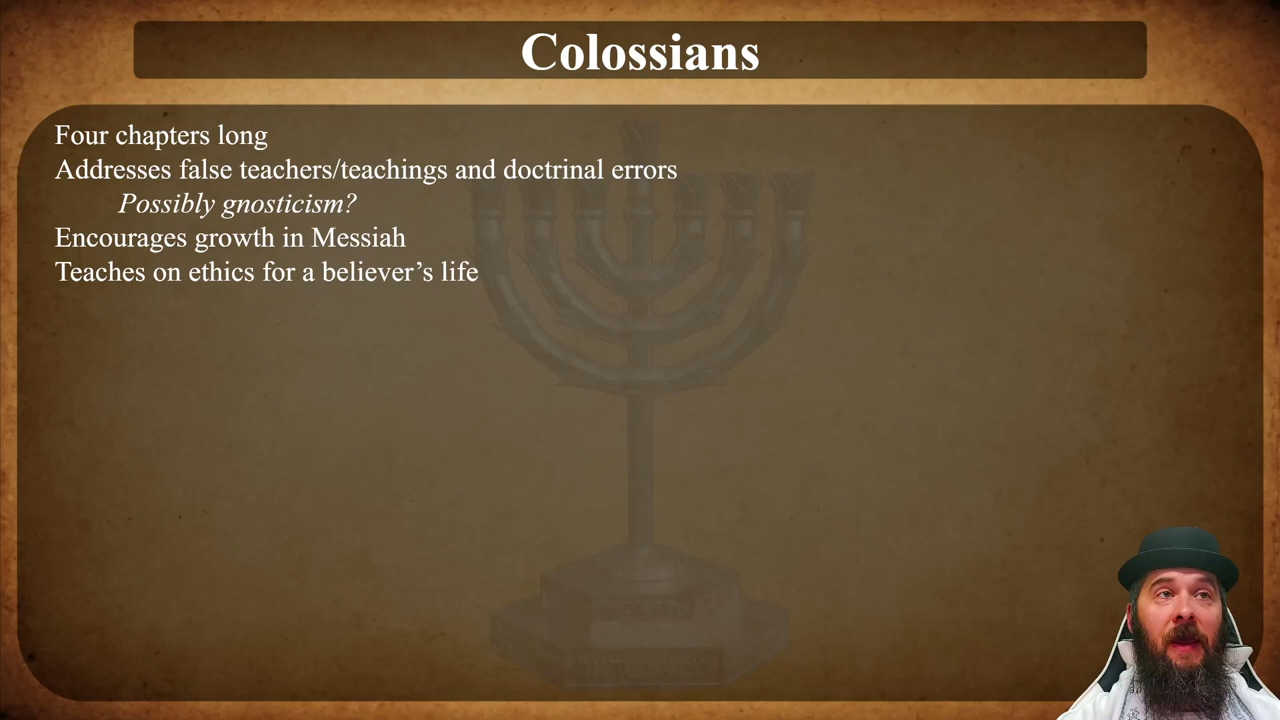 Colossians
Four chapters long
Addresses false teachers/teachings and doctrinal errors
Possibly gnosticism?
Encourages growth in Messiah
Teaches on ethics for a believer’s life